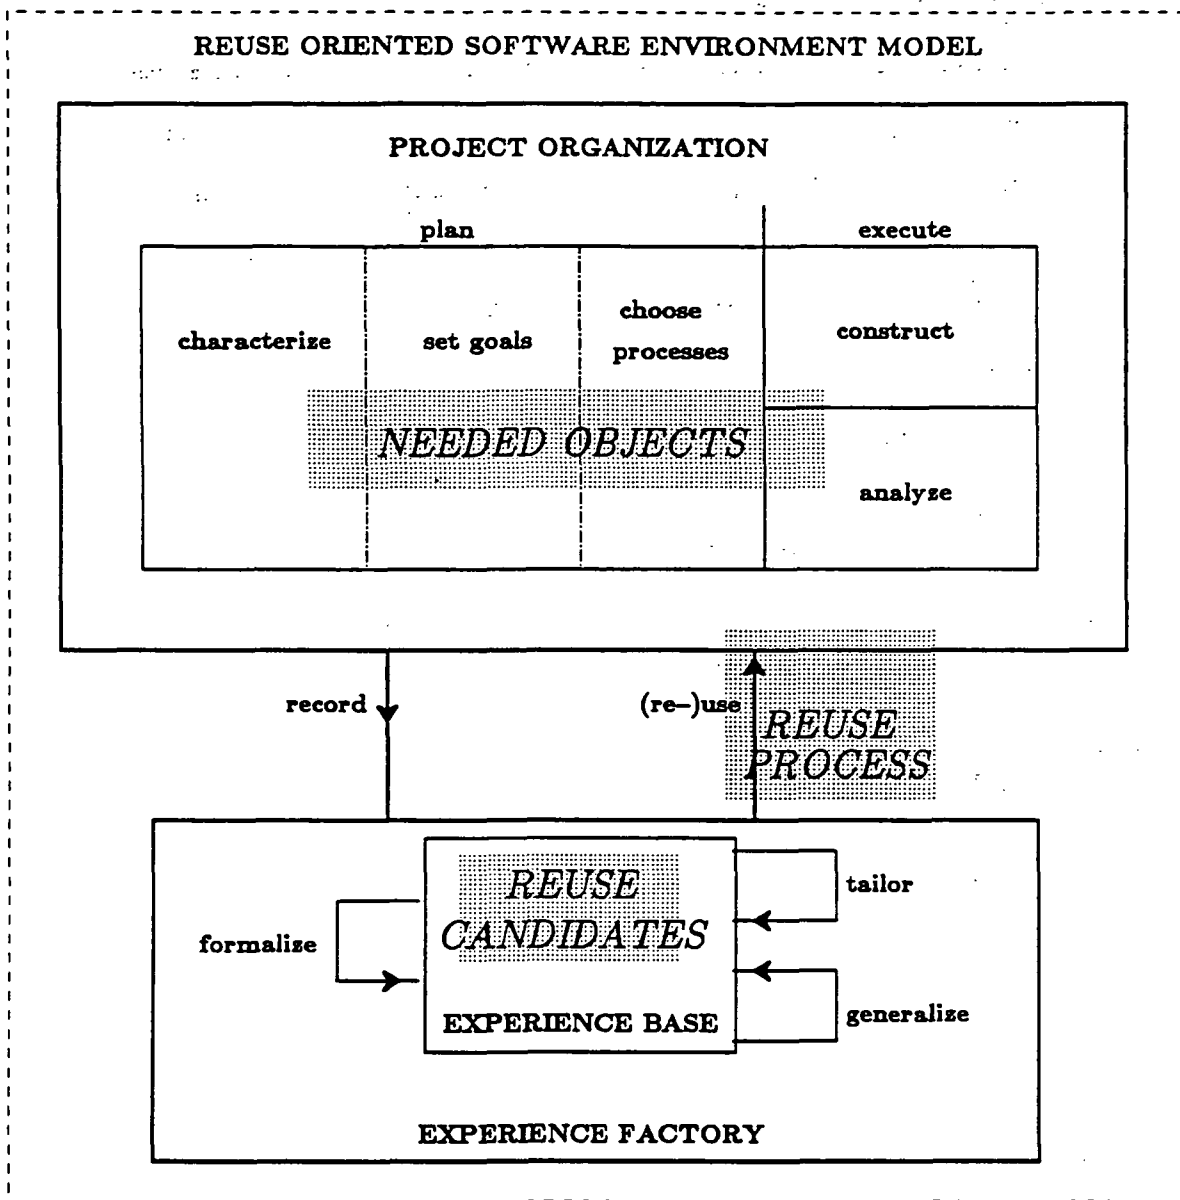 REUSE ORIENTED SOFTWARE ENVIRONMENT MODEL
PROJECT ORGANIZATION
plan
execute
characterize
set goals
choose
processes
construct
NEEDED OBJECTS
analyze
record
(re–)use
REUSE
PROCESS
REUSE
CANDIDATES
tailor
formalize
generalize
EXPERIENCE BASE
EXPERIENCE FACTORY